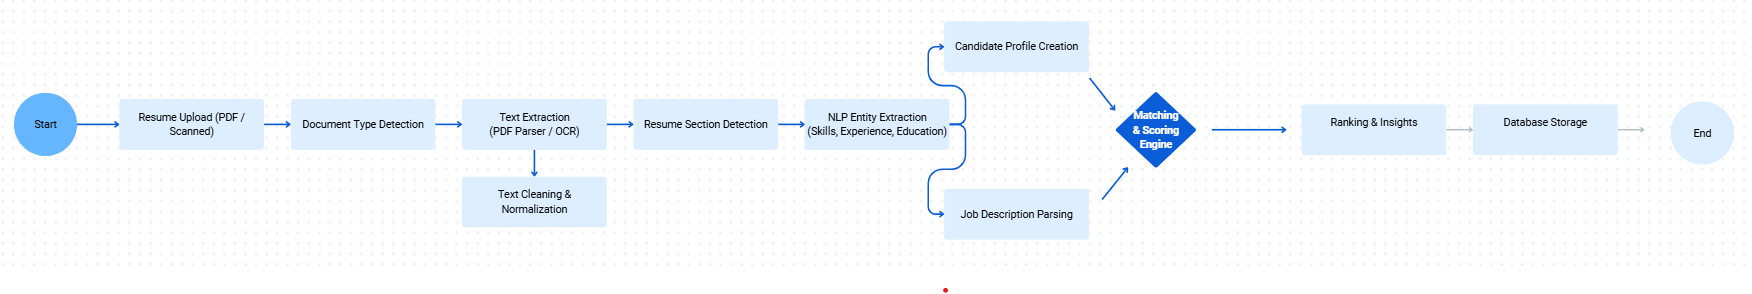 Start
Resume Upload (PDF /
Scanned)
Document Type Detection
Text Extraction
(PDF Parser / OCR)
Text Cleaning &
Normalization
Resume Section Detection
NLP Entity Extraction
(Skills, Experience, Education)
Candidate Profile Creation
Job Description Parsing
Matching
& Scoring
Engine
Ranking & Insights
Database Storage
End